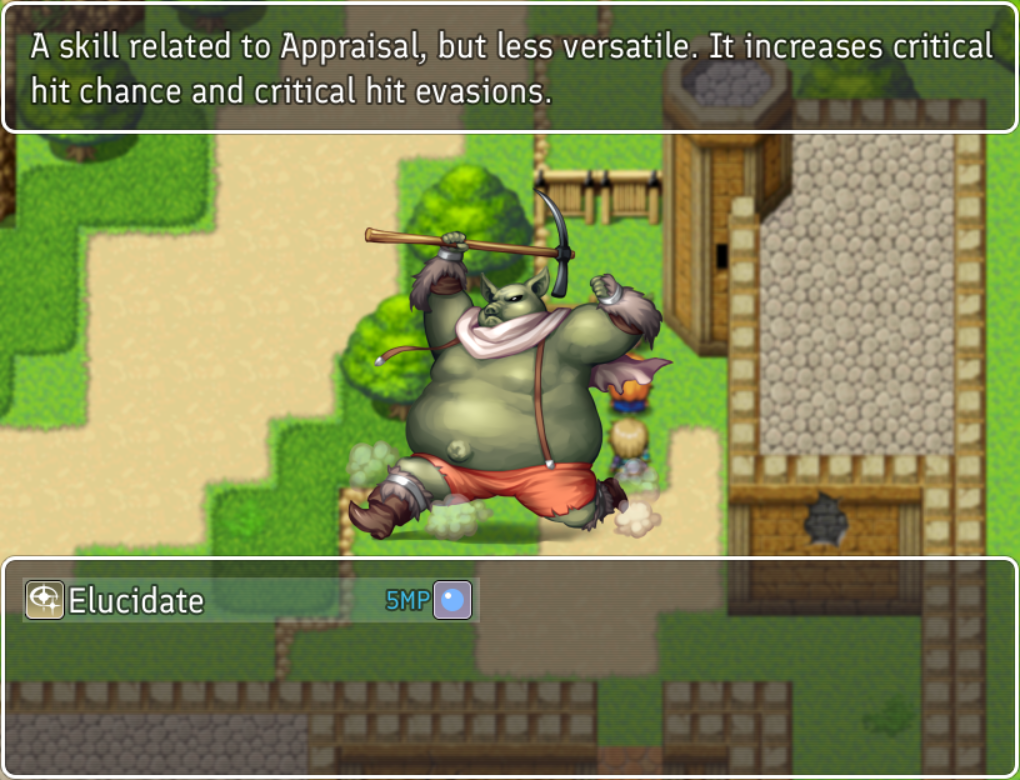 A skill related to Appraisal, but less versatile. It increases critical
hit chance and critical hit evasions.
Elucidate 5MP